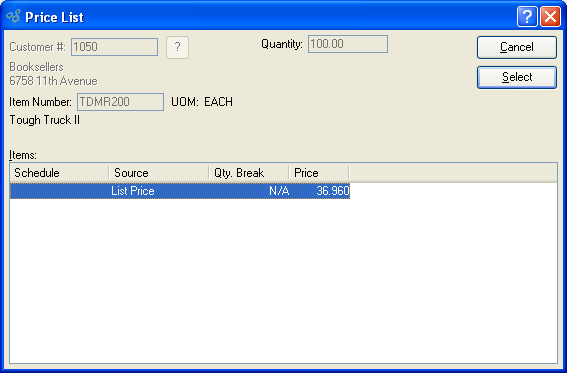 Price List
Customer #: 1050 ? Quantity: 100.00 Cancel
Booksellers
6758 11th Avenue Select
Item Number: TDMR200 UOM: EACH
Tough Truck II
Items:
Schedule Source Qty. Break Price
List Price N/A 36.960